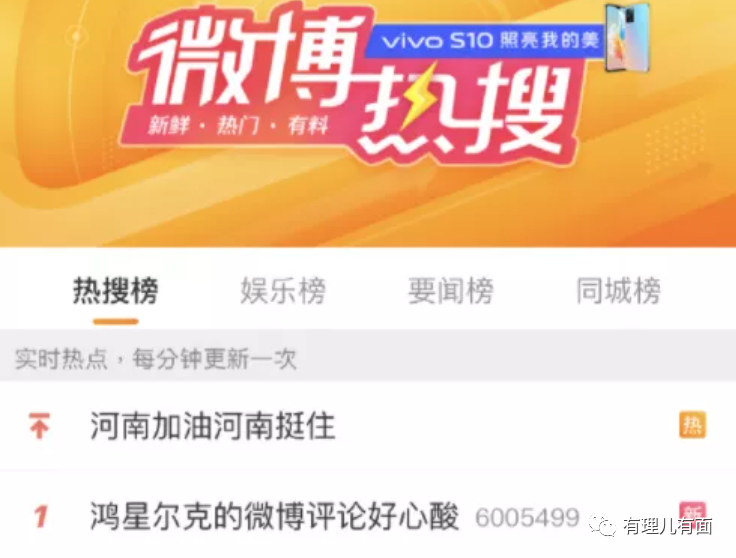 微博
vivo S10 照亮我的美
热搜
新鲜·热门·有料
热搜榜 娱乐榜 要闻榜 同城榜
实时热点，每分钟更新一次
河南加油河南挺住 热
1 鸿星尔克的微博评论好心酸 6005499 新
有理儿有面